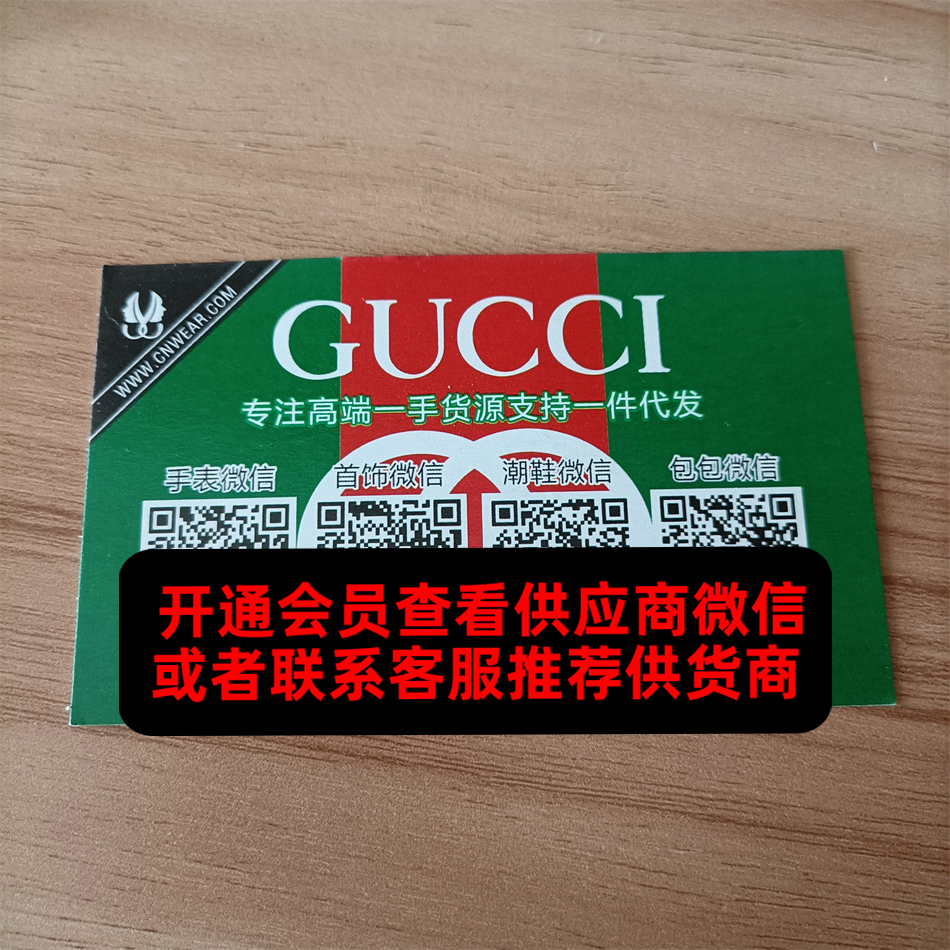 WWW.CNWEAR.COM
GUCCI
专注高端一手货源支持一件代发
手表微信
首饰微信
潮鞋微信
包包微信
开通会员查看供应商微信
或者联系客服推荐供货商